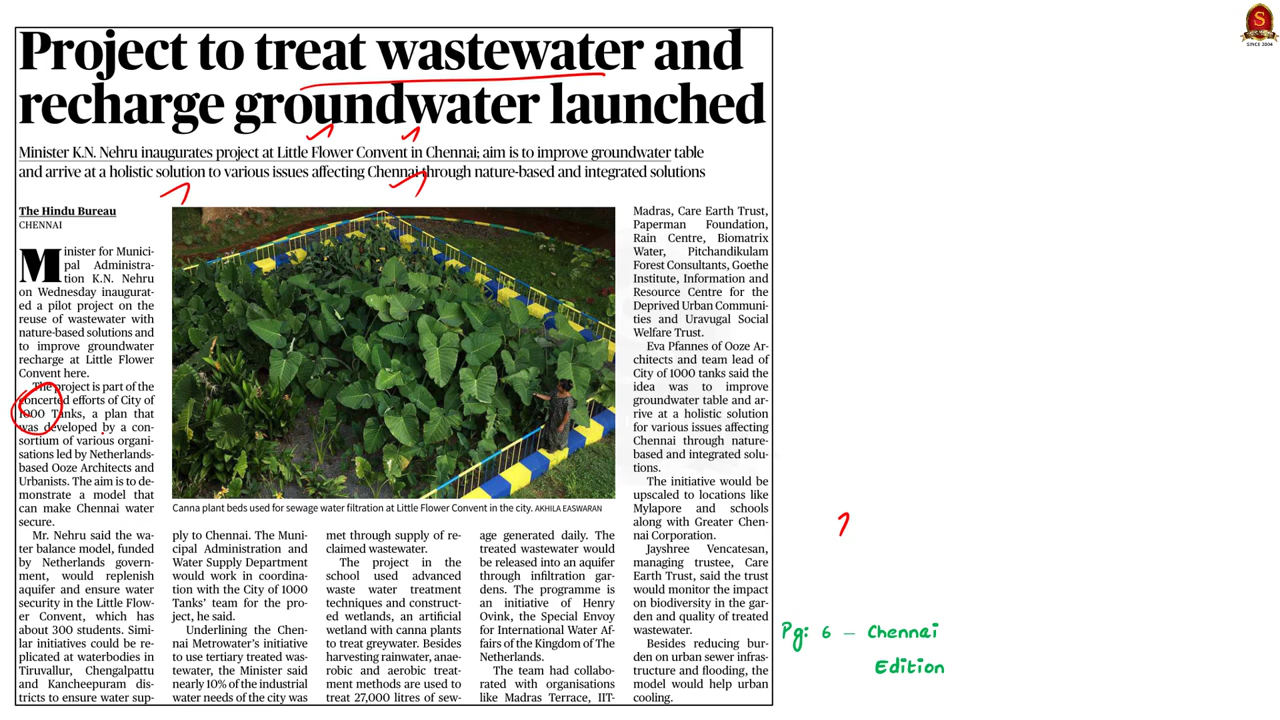 Project to treat wastewater and
recharge groundwater launched
Minister K.N. Nehru inaugurates project at Little Flower Convent in Chennai; aim is to improve groundwater table
and arrive at a holistic solution to various issues affecting Chennai through nature-based and integrated solutions
The Hindu Bureau
CHENNAI
Minister for Munici-
pal Administra-
tion K.N. Nehru
on Wednesday inaugurat-
ed a pilot project on the
reuse of wastewater with
nature-based solutions and
to improve groundwater
recharge at Little Flower
Convent here.
The project is part of the
concerted efforts of City of
1000 Tanks, a plan that
was developed by a con-
sortium of various organi-
sations led by Netherlands-
based Ooze Architects and
Urbanists. The aim is to de-
monstrate a model that
can make Chennai water
secure.
Mr. Nehru said the wa-
ter balance model, funded
by Netherlands govern-
ment, would replenish
aquifer and ensure water
security in the Little Flow-
er Convent, which has
about 300 students. Simi-
lar initiatives could be re-
plicated at waterbodies in
Tiruvallur, Chengalpattu
and Kancheepuram dis-
tricts to ensure water sup-
Canna plant beds used for sewage water filtration at Little Flower Convent in the city. AKHILA EASWARAN
ply to Chennai. The Muni-
cipal Administration and
Water Supply Department
would work in coordina-
tion with the City of 1000
Tanks' team for the pro-
ject, he said.
Underlining the Chen-
nai Metrowater's initiative
to use tertiary treated was-
tewater, the Minister said
nearly 10% of the industrial
water needs of the city was
met through supply of re-
claimed wastewater.
The project in the
school used advanced
waste water treatment
techniques and construct-
ed wetlands, an artificial
wetland with canna plants
to treat greywater. Besides
harvesting rainwater, anae-
robic and aerobic treat-
ment methods are used to
treat 27,000 litres of sew-
age generated daily. The
treated wastewater would
be released into an aquifer
through infiltration gar-
dens. The programme is
an initiative of Henry
Ovink, the Special Envoy
for International Water Af-
fairs of the Kingdom of The
Netherlands.
The team had collabo-
rated with organisations
like Madras Terrace, IIT-
Madras, Care Earth Trust,
Paperman Foundation,
Rain Centre, Biomatrix
Water, Pitchandikulam
Forest Consultants, Goethe
Institute, Information and
Resource Centre for the
Deprived Urban Communi-
ties and Uravugal Social
Welfare Trust.
Eva Pfannes of Ooze Ar-
chitects and team lead of
City of 1000 tanks said the
idea was to improve
groundwater table and ar-
rive at a holistic solution
for various issues affecting
Chennai through nature-
based and integrated solu-
tions.
The initiative would be
upscaled to locations like
Mylapore and schools
along with Greater Chen-
nai Corporation.
Jayshree Vencatesan,
managing trustee, Care
Earth Trust, said the trust
would monitor the impact
on biodiversity in the gar-
den and quality of treated
wastewater.
Besides reducing bur-
den on urban sewer infras-
tructure and flooding, the
model would help urban
cooling.
S
SINCE 2004
Pg: 6 – Chennai
Edition